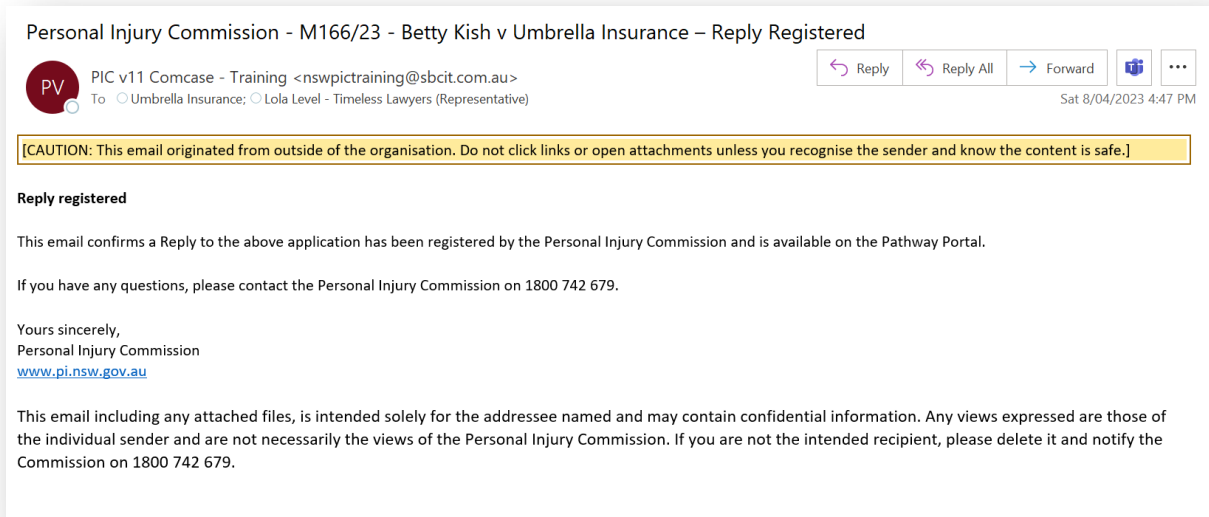 Personal Injury Commission - M166/23 - Betty Kish v Umbrella Insurance – Reply Registered
PV
PIC v11 Comcase - Training <nswpictraining@sbcit.com.au>
To Umbrella Insurance; Lola Level - Timeless Lawyers (Representative)
Reply
Reply All
Forward
Sat 8/04/2023 4:47 PM
[CAUTION: This email originated from outside of the organisation. Do not click links or open attachments unless you recognise the sender and know the content is safe.]
Reply registered
This email confirms a Reply to the above application has been registered by the Personal Injury Commission and is available on the Pathway Portal.
If you have any questions, please contact the Personal Injury Commission on 1800 742 679.
Yours sincerely,
Personal Injury Commission
www.pi.nsw.gov.au
This email including any attached files, is intended solely for the addressee named and may contain confidential information. Any views expressed are those of
the individual sender and are not necessarily the views of the Personal Injury Commission. If you are not the intended recipient, please delete it and notify the
Commission on 1800 742 679.